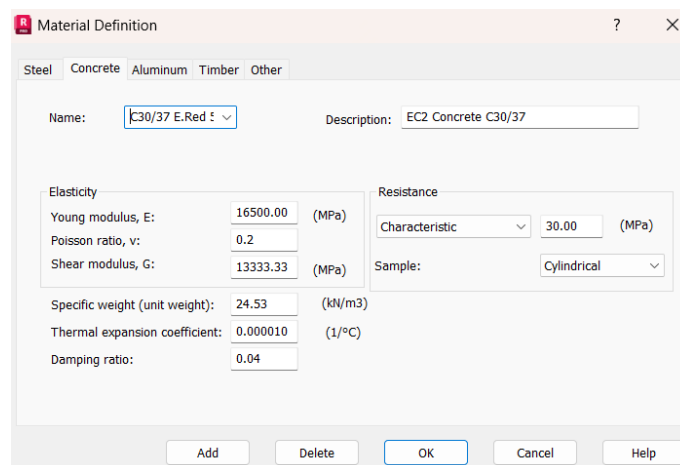 R PRO Material Definition ? X
Steel Concrete Aluminum Timber Other
Name: C30/37 E.Red Description: EC2 Concrete C30/37
Elasticity
Young modulus, E: 16500.00 (MPa)
Poisson ratio, v: 0.2
Shear modulus, G: 13333.33 (MPa)
Resistance
Characteristic 30.00 (MPa)
Sample: Cylindrical
Specific weight (unit weight): 24.53 (kN/m3)
Thermal expansion coefficient: 0.000010 (1/°C)
Damping ratio: 0.04
Add Delete OK Cancel Help